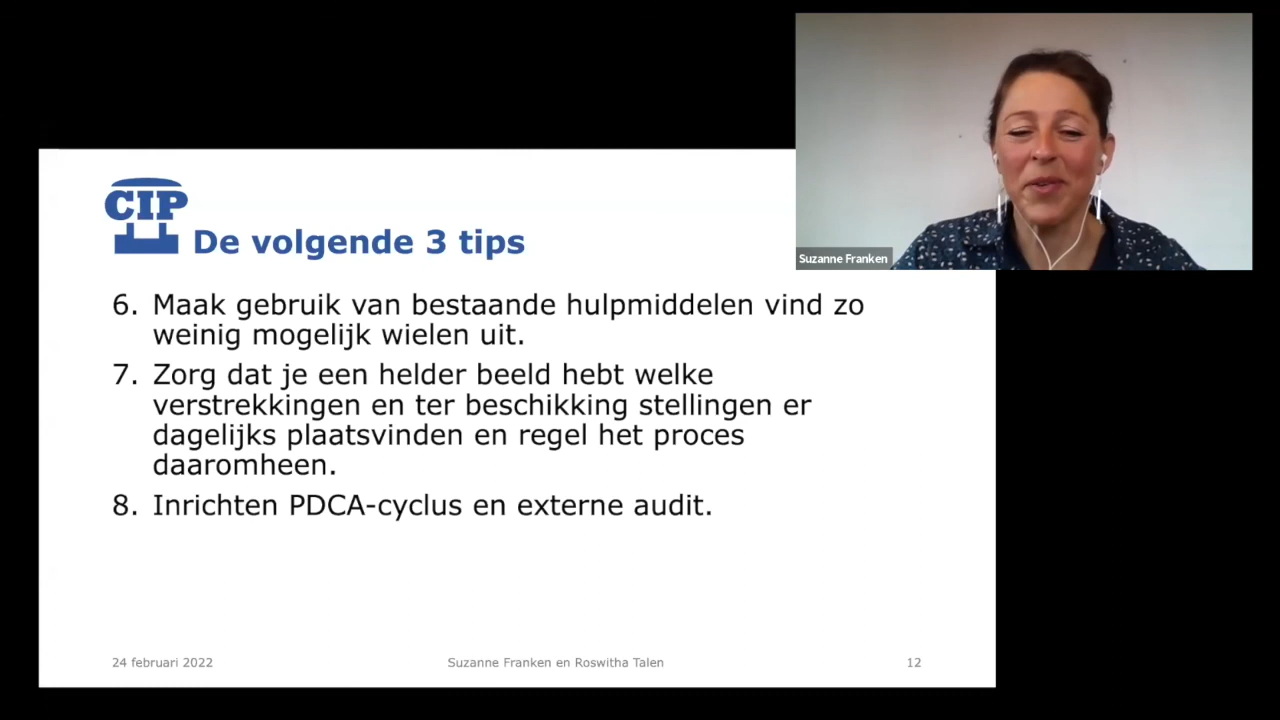 CIP
De volgende 3 tips
Suzanne Franken
6. Maak gebruik van bestaande hulpmiddelen vind zo
weinig mogelijk wielen uit.
7. Zorg dat je een helder beeld hebt welke
verstrekkingen en ter beschikking stellingen er
dagelijks plaatsvinden en regel het proces
daaromheen.
8. Inrichten PDCA-cyclus en externe audit.
24 februari 2022
Suzanne Franken en Roswitha Talen
12